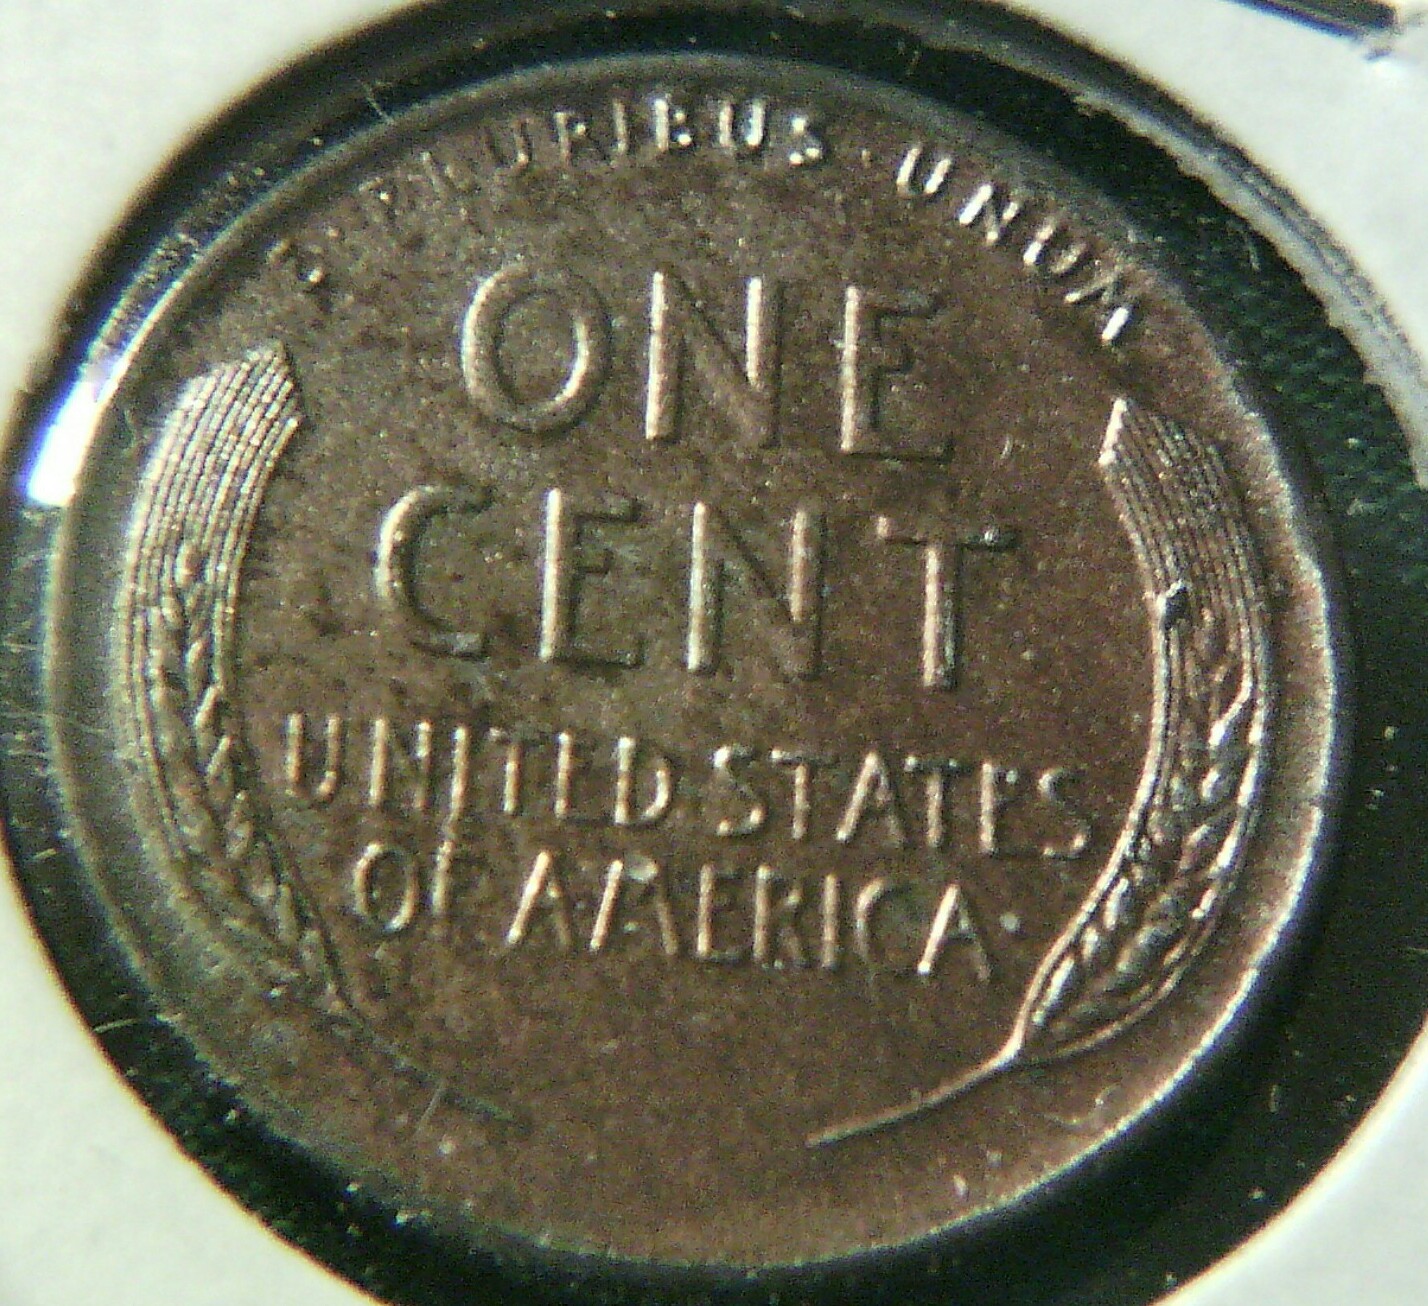 E PLURIBUS · UNUM
ONE
CENT
UNITED STATES
OF AMERICA